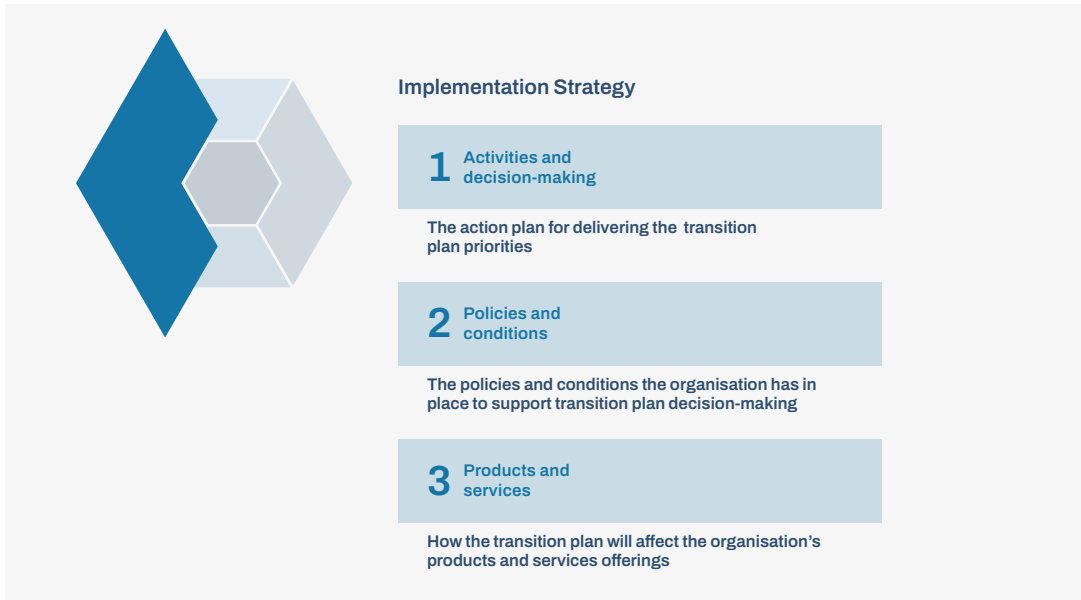 Implementation Strategy
1 Activities and
decision-making
The action plan for delivering the transition
plan priorities
2 Policies and
conditions
The policies and conditions the organisation has in
place to support transition plan decision-making
3 Products and
services
How the transition plan will affect the organisation’s
products and services offerings